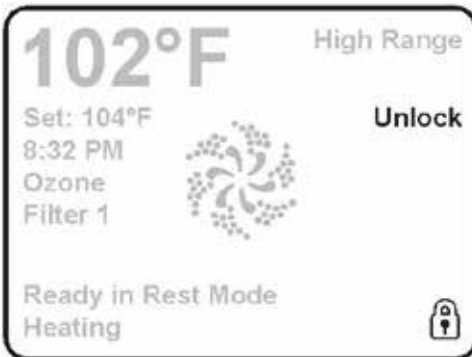 102°F
High Range
Set: 104°F
Unlock
8:32 PM
Ozone
Filter 1
Ready in Rest Mode
Heating